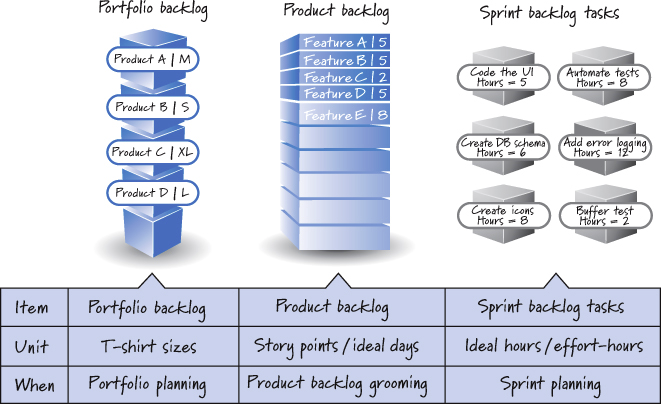 Portfolio backlog
Product backlog
Sprint backlog tasks
Product A | M
Product B | S
Product C | XL
Product D | L
Feature A | 5
Feature B | 5
Feature C | 2
Feature D | 5
Feature E | 8
Code the UI
Hours = 5
Automate tests
Hours = 8
Create DB schema
Hours = 6
Add error logging
Hours = 12
Create icons
Hours = 8
Buffer test
Hours = 2
Item Portfolio backlog Product backlog Sprint backlog tasks
Unit T-shirt sizes Story points/ideal days Ideal hours/effort-hours
When Portfolio planning Product backlog grooming Sprint planning